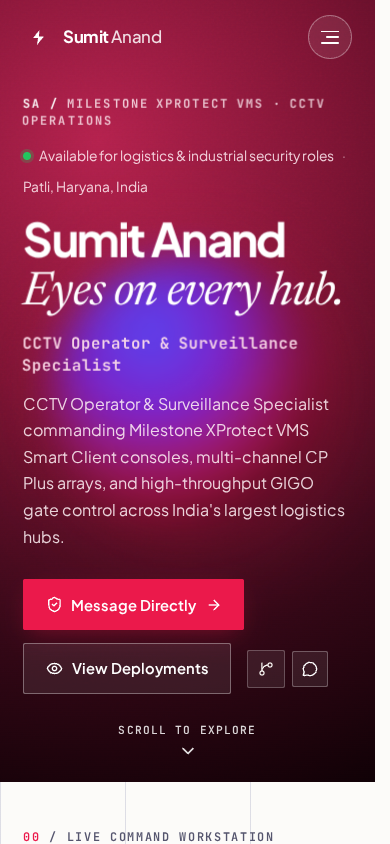 Sumit Anand
SA / MILESTONE XPROTECT VMS · CCTV
OPERATIONS
Available for logistics & industrial security roles ·
Patli, Haryana, India
Sumit Anand
Eyes on every hub.
CCTV Operator & Surveillance
Specialist
CCTV Operator & Surveillance Specialist
commanding Milestone XProtect VMS
Smart Client consoles, multi-channel CP
Plus arrays, and high-throughput GIGO
gate control across India's largest logistics
hubs.
Message Directly →
View Deployments
SCROLL TO EXPLORE
00 / LIVE COMMAND WORKSTATION